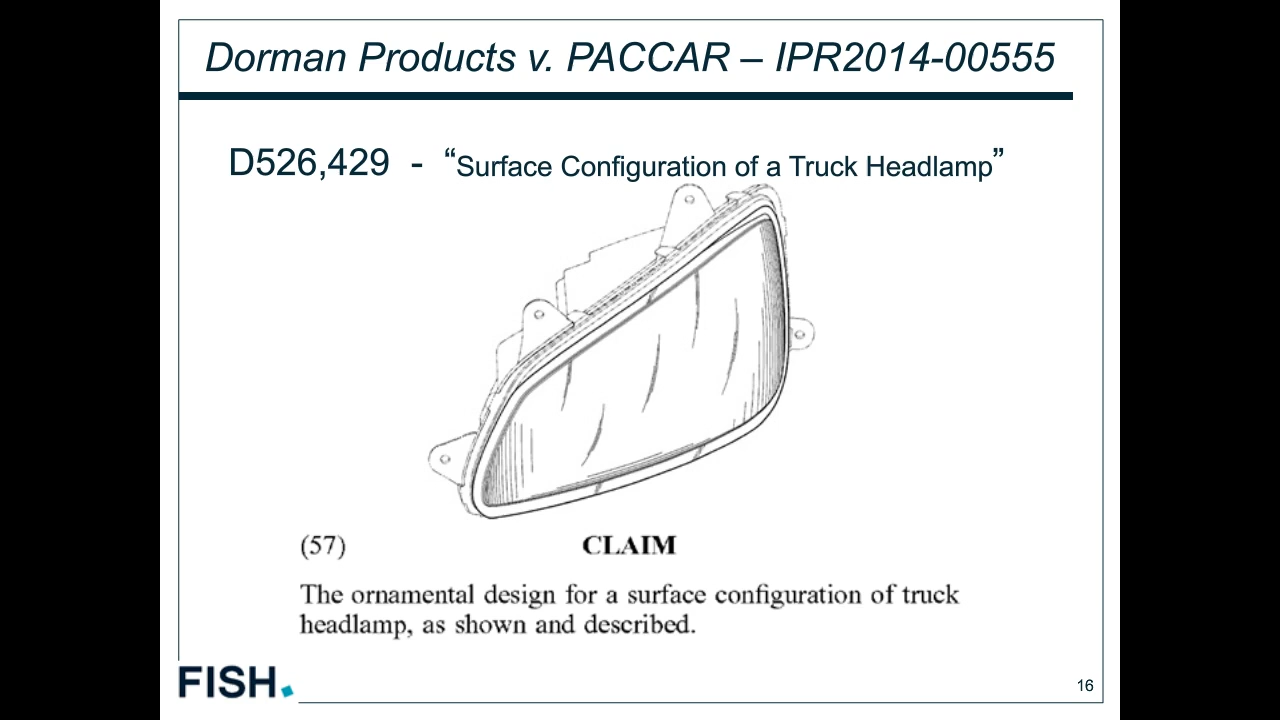 Dorman Products v. PACCAR – IPR2014-00555
D526,429 - “Surface Configuration of a Truck Headlamp”
(57) CLAIM
The ornamental design for a surface configuration of truck
headlamp, as shown and described.
FISH.
16